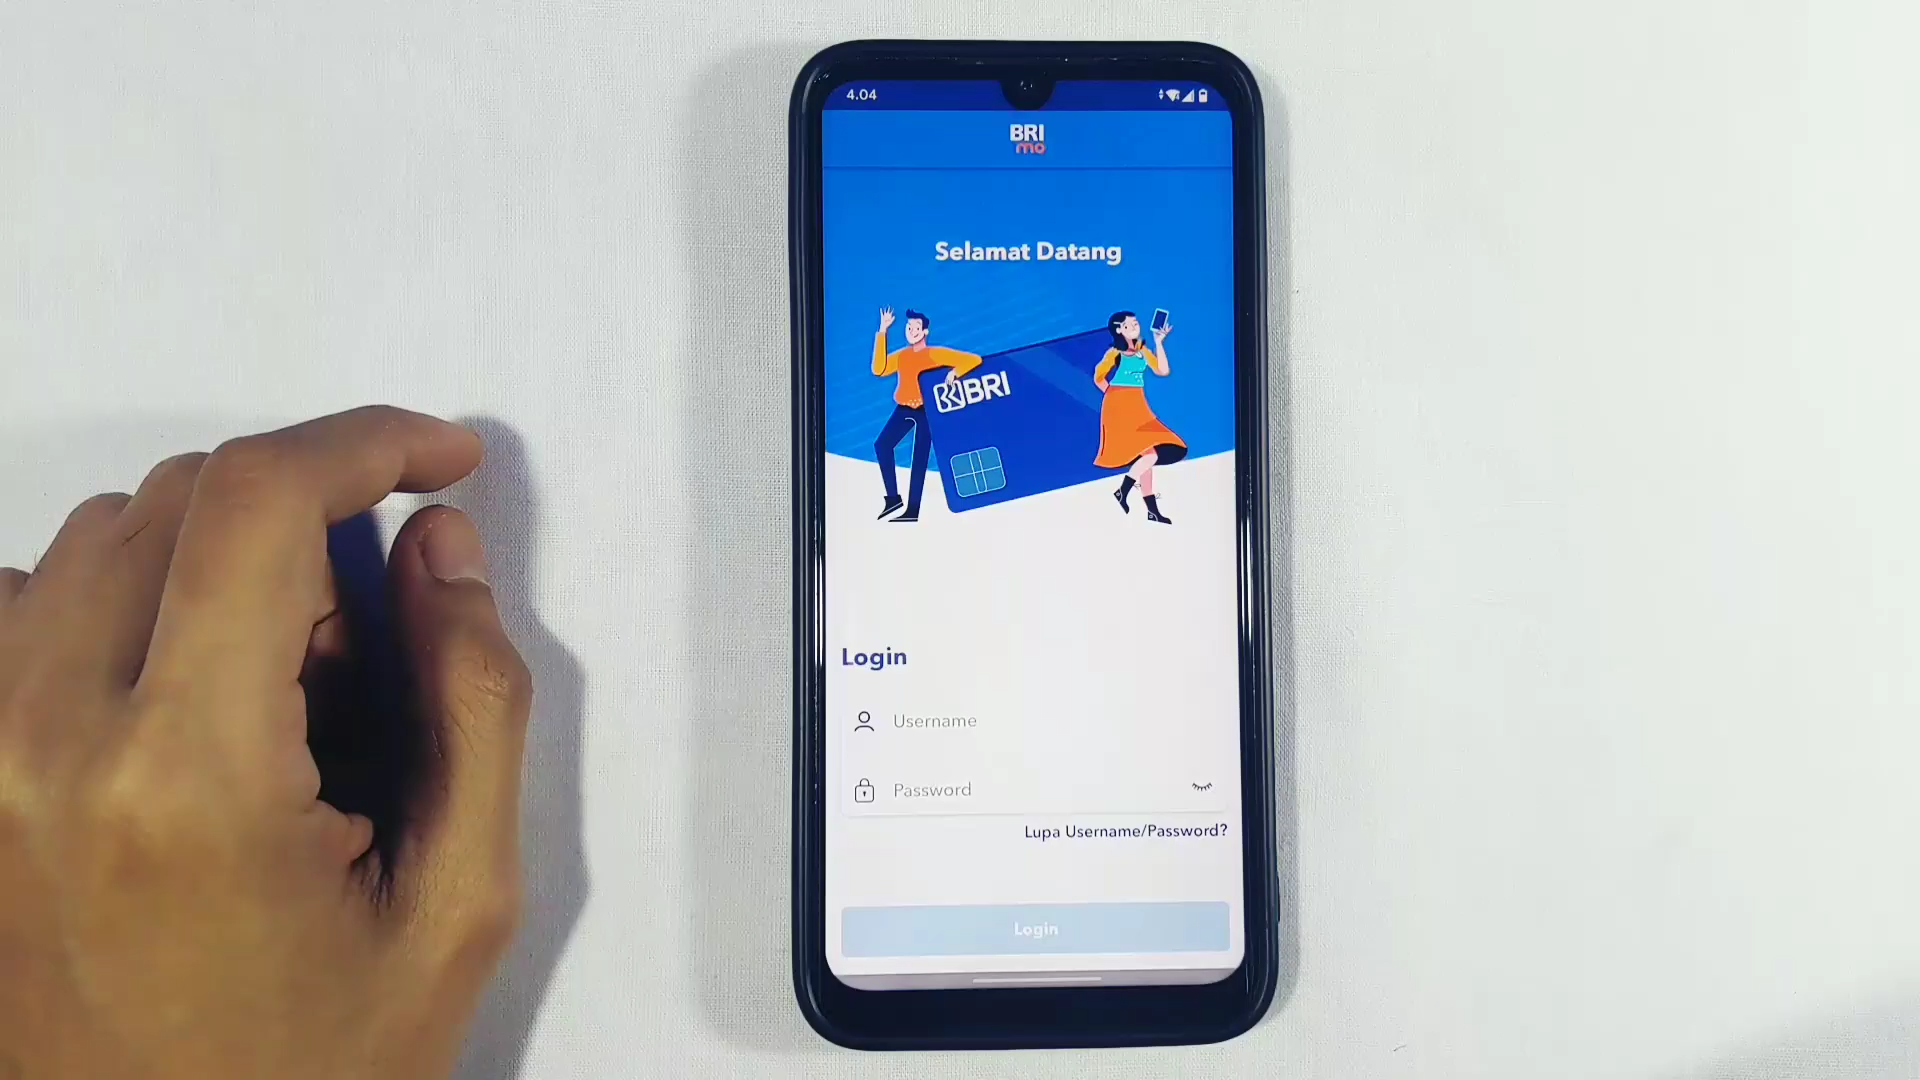 4.04
BRI
mo
Selamat Datang
BRI
Login
Username
Password
Lupa Username/Password?
Login